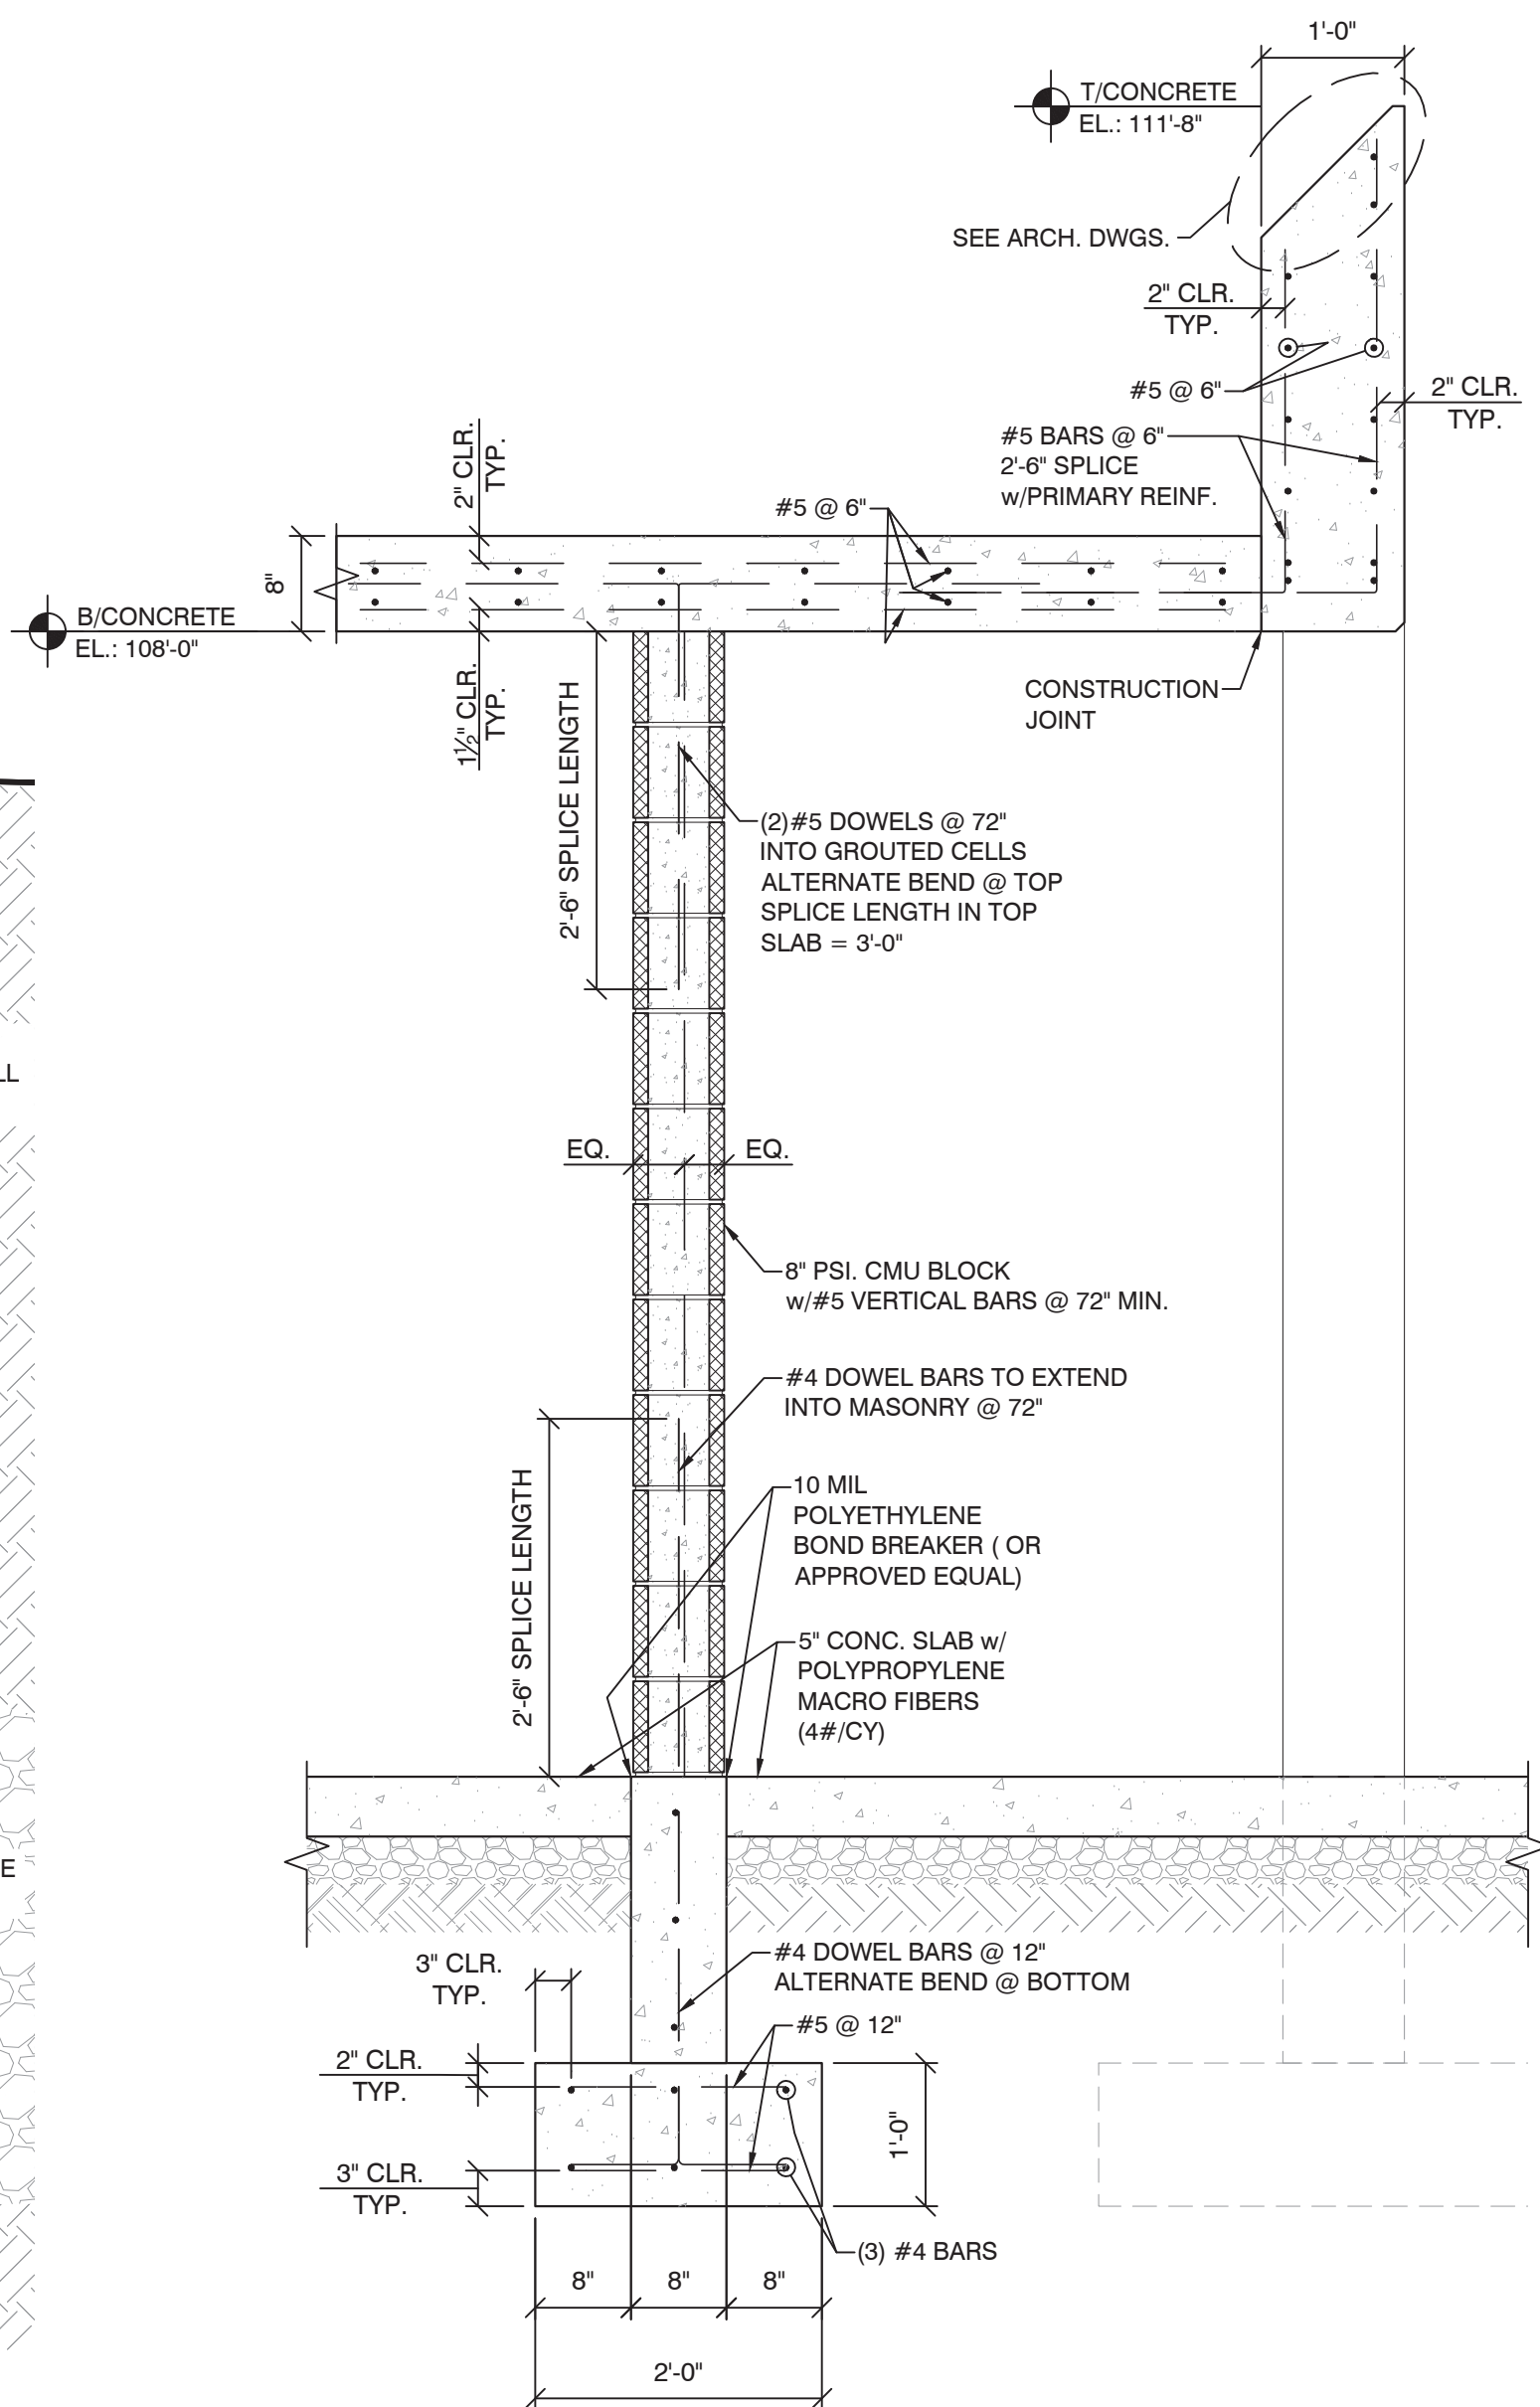 1'-0"
T/CONCRETE
EL.: 111'-8"
SEE ARCH. DWGS.
2" CLR.
TYP.
#5 @ 6"
2" CLR.
TYP.
#5 BARS @ 6"
2'-6" SPLICE
w/PRIMARY REINF.
2" CLR.
TYP.
#5 @ 6"
8"
B/CONCRETE
EL.: 108'-0"
1½" CLR.
TYP.
CONSTRUCTION
JOINT
2'-6" SPLICE LENGTH
(2)#5 DOWELS @ 72"
INTO GROUTED CELLS
ALTERNATE BEND @ TOP
SPLICE LENGTH IN TOP
SLAB = 3'-0"
LL
EQ.
EQ.
8" PSI. CMU BLOCK
w/#5 VERTICAL BARS @ 72" MIN.
#4 DOWEL BARS TO EXTEND
INTO MASONRY @ 72"
2'-6" SPLICE LENGTH
10 MIL
POLYETHYLENE
BOND BREAKER ( OR
APPROVED EQUAL)
5" CONC. SLAB w/
POLYPROPYLENE
MACRO FIBERS
(4#/CY)
E
3" CLR.
TYP.
#4 DOWEL BARS @ 12"
ALTERNATE BEND @ BOTTOM
#5 @ 12"
2" CLR.
TYP.
1'-0"
3" CLR.
TYP.
(3) #4 BARS
8"
8"
8"
2'-0"